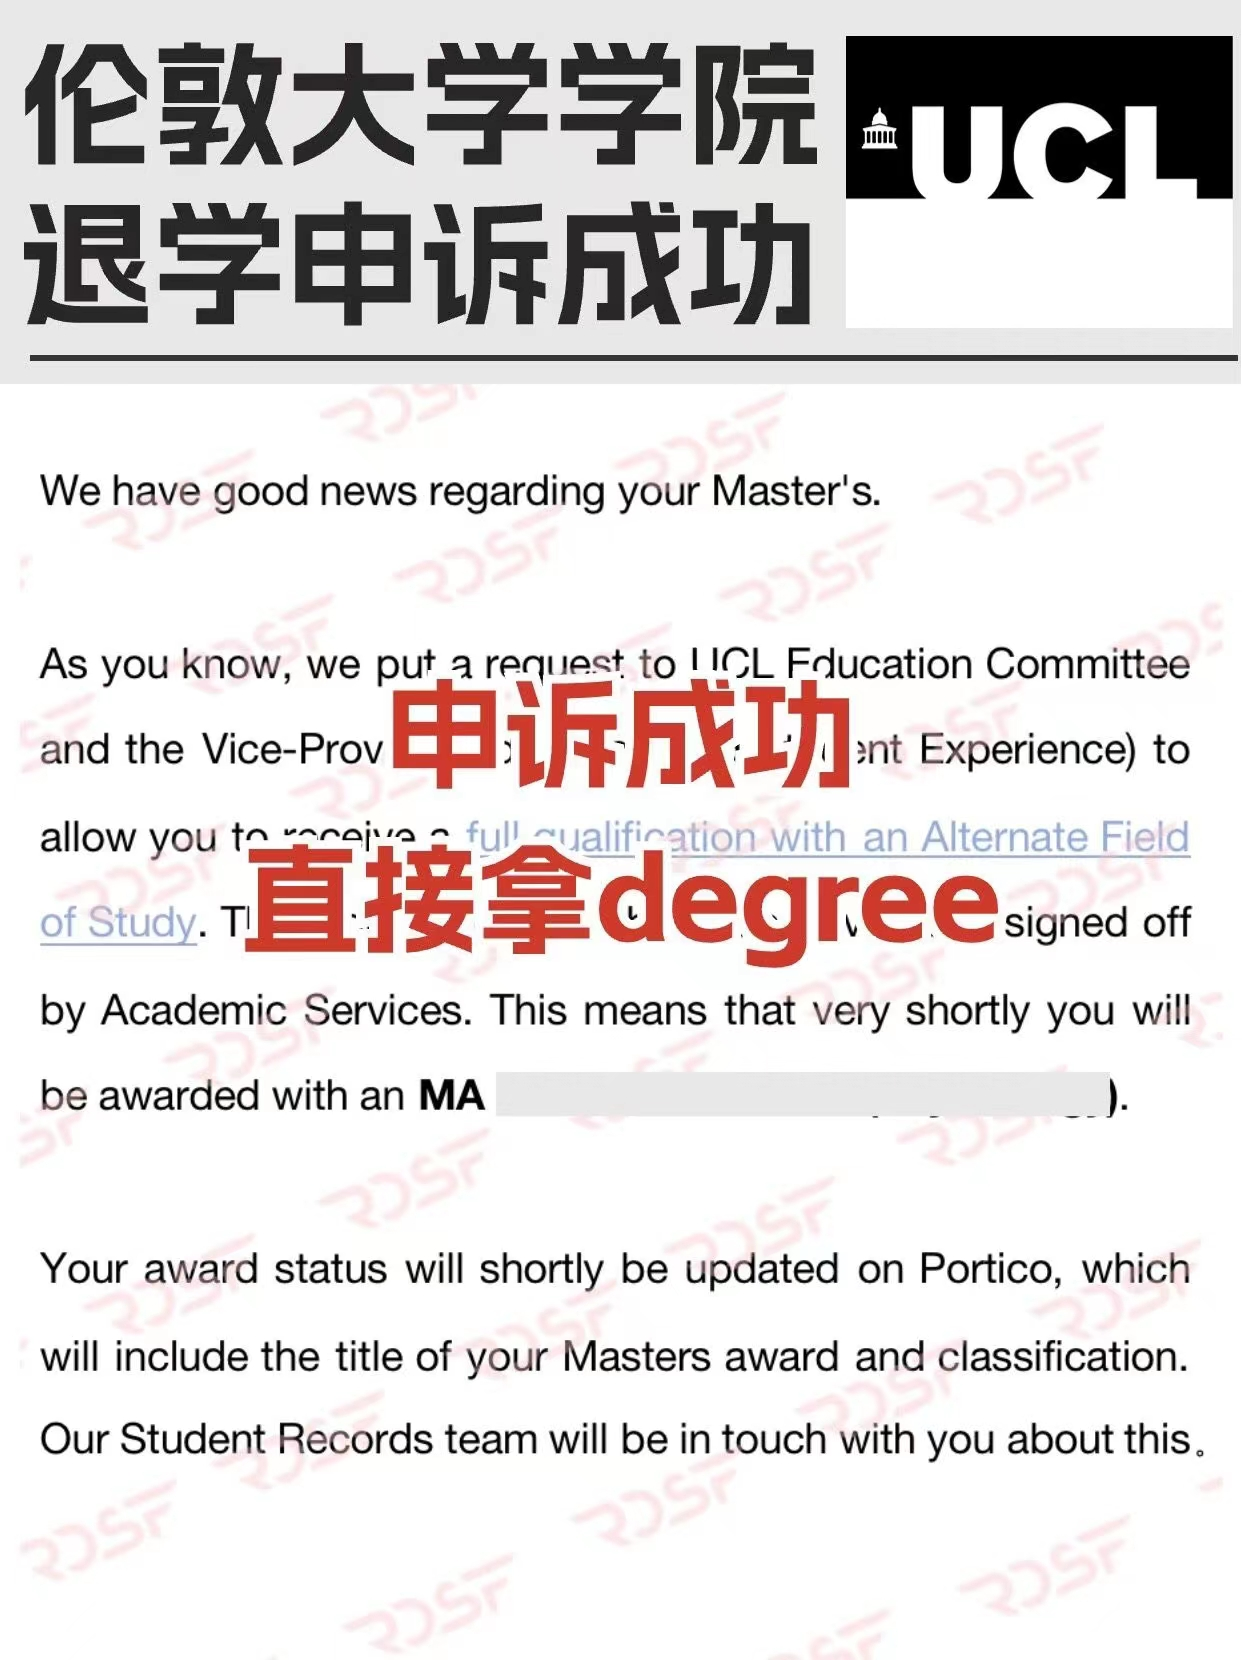 伦敦大学学院
退学申诉成功
UCL
We have good news regarding your Master's.
As you know, we put a request to UCL Education Committee
and the Vice-Prov ent Experience) to
申诉成功
allow you to receive a full qualification with an Alternate Field
of Study. signed off
直接拿degree
by Academic Services. This means that very shortly you will
be awarded with an MA ).
Your award status will shortly be updated on Portico, which
will include the title of your Masters award and classification.
Our Student Records team will be in touch with you about this。
RDSF